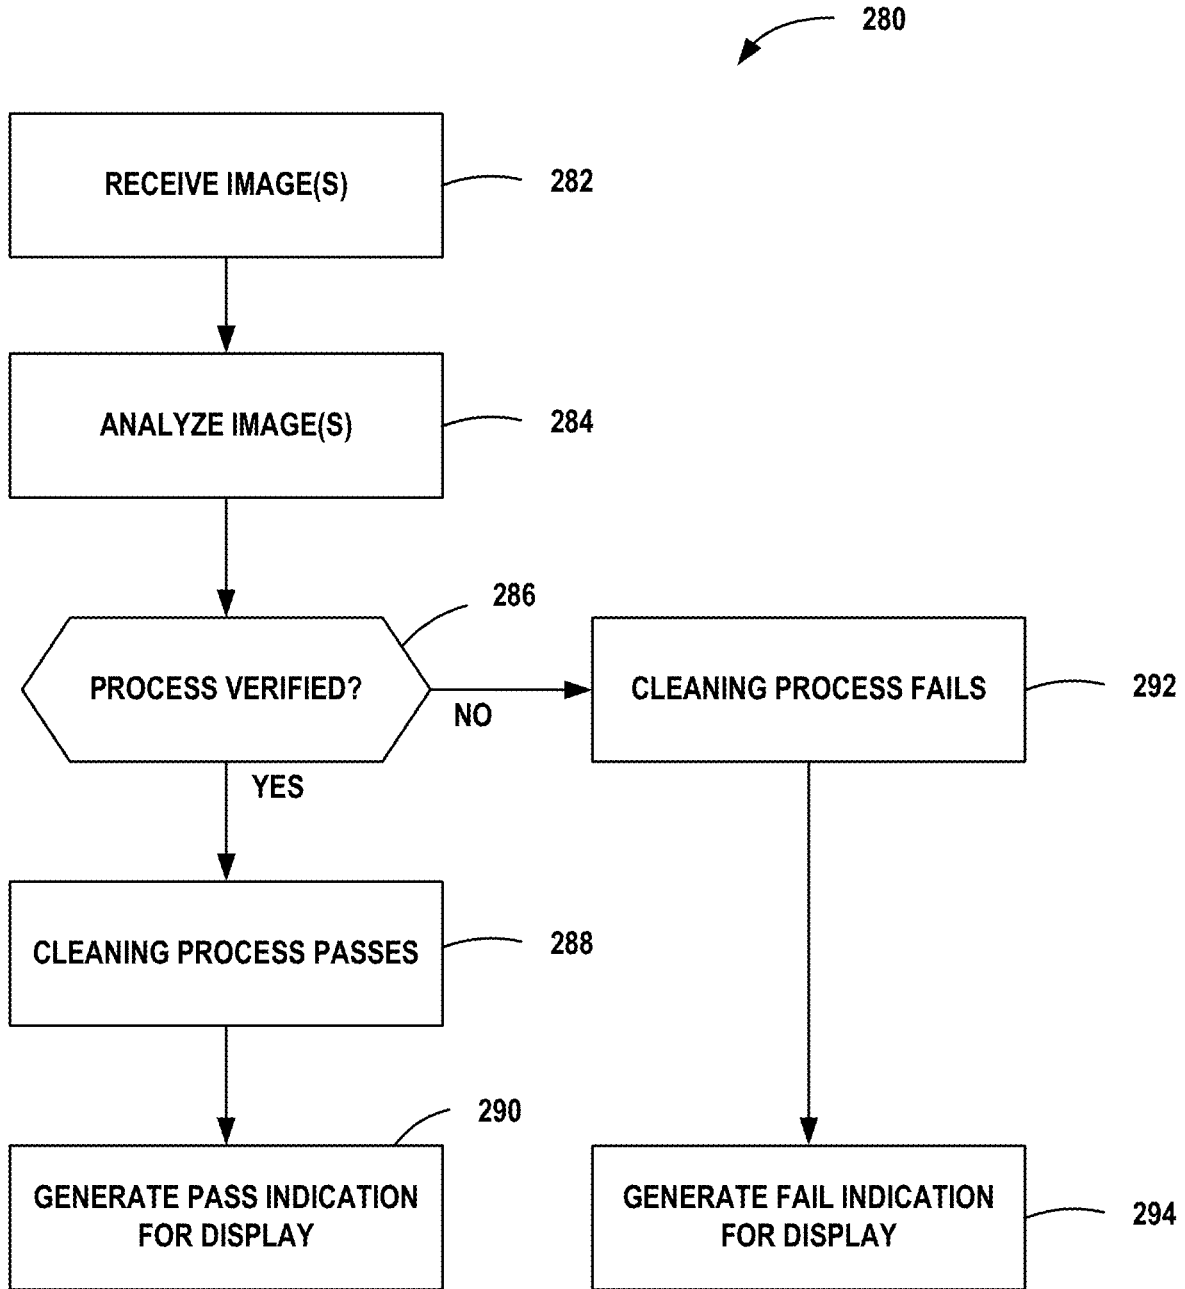 280
RECEIVE IMAGE(S)
282
ANALYZE IMAGE(S)
284
286
PROCESS VERIFIED?
NO
CLEANING PROCESS FAILS
292
YES
CLEANING PROCESS PASSES
288
290
GENERATE PASS INDICATION
FOR DISPLAY
GENERATE FAIL INDICATION
FOR DISPLAY
294